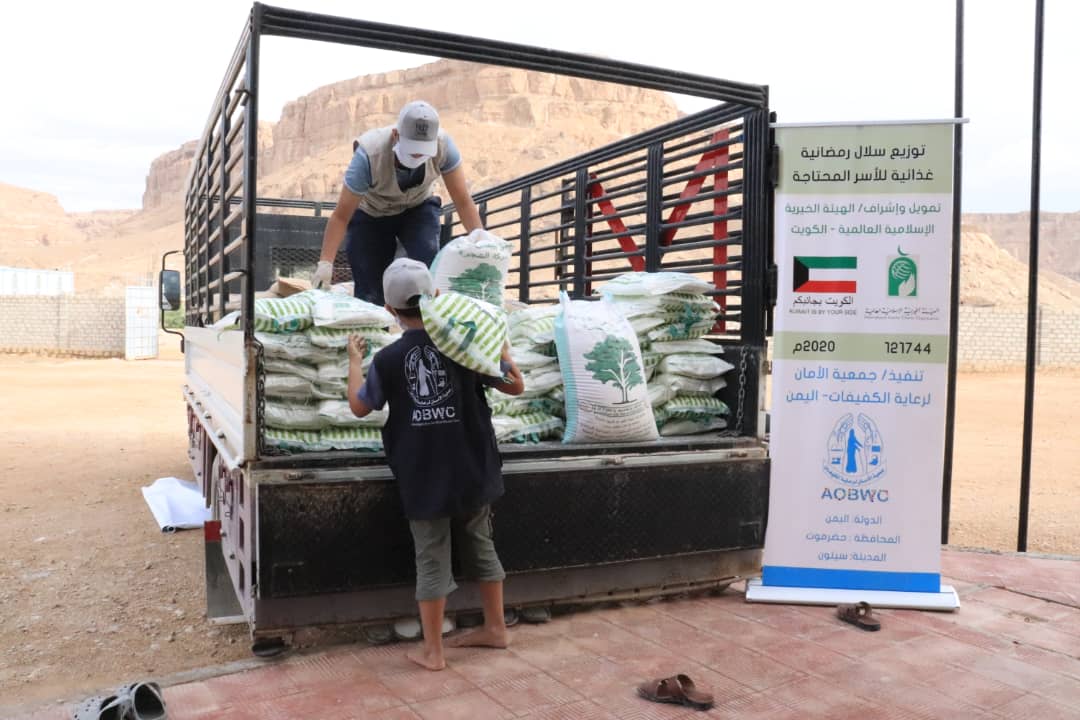 توزيع سلال رمضانية
غذائية للأسر المحتاجة
تمويل وإشراف/ الهيئة الخيرية
الإسلامية العالمية - الكويت
الكويت بجانبكم
KUWAIT IS BY YOUR SIDE
2020م
121744
تنفيذ/ جمعية الأمان
لرعاية الكفيفات- اليمن
AOBWC
الدولة: اليمن
المحافظة : حضرموت
المدينة: سيئون
AOBWC